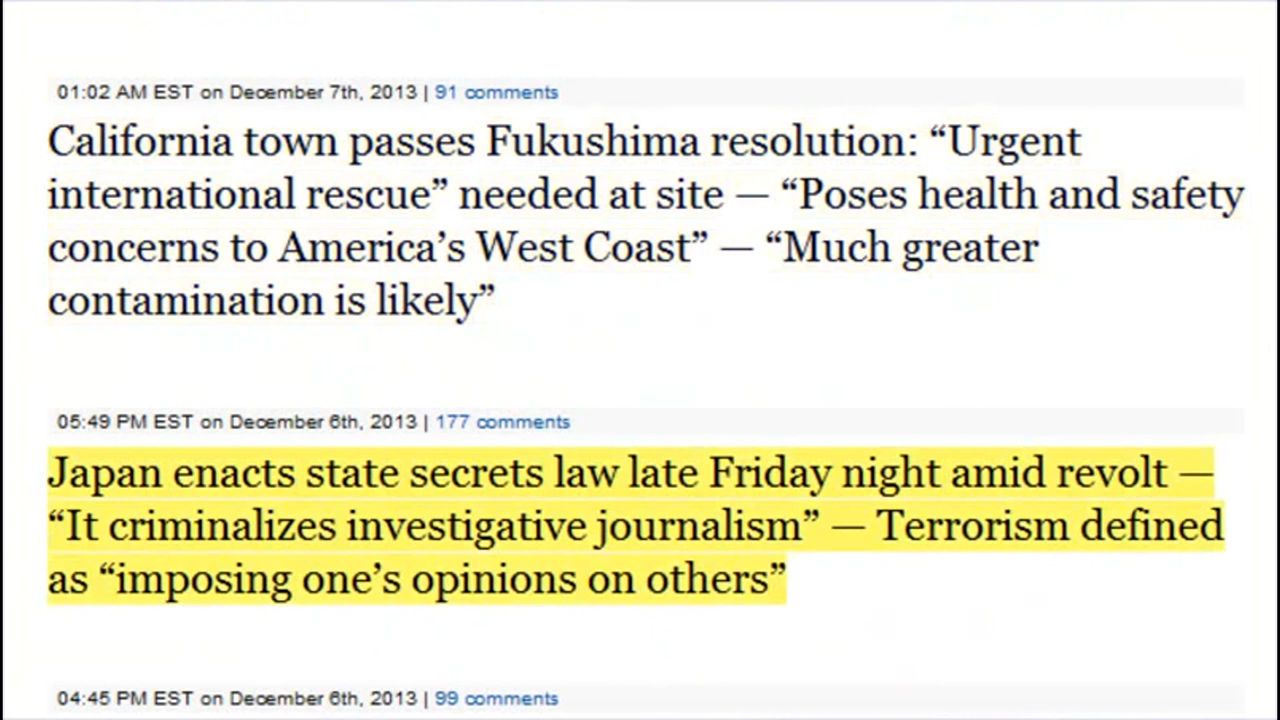 01:02 AM EST on December 7th, 2013 | 91 comments
California town passes Fukushima resolution: “Urgent
international rescue” needed at site — “Poses health and safety
concerns to America’s West Coast” — “Much greater
contamination is likely”
05:49 PM EST on December 6th, 2013 | 177 comments
Japan enacts state secrets law late Friday night amid revolt —
“It criminalizes investigative journalism” — Terrorism defined
as “imposing one’s opinions on others”
04:45 PM EST on December 6th, 2013 | 99 comments